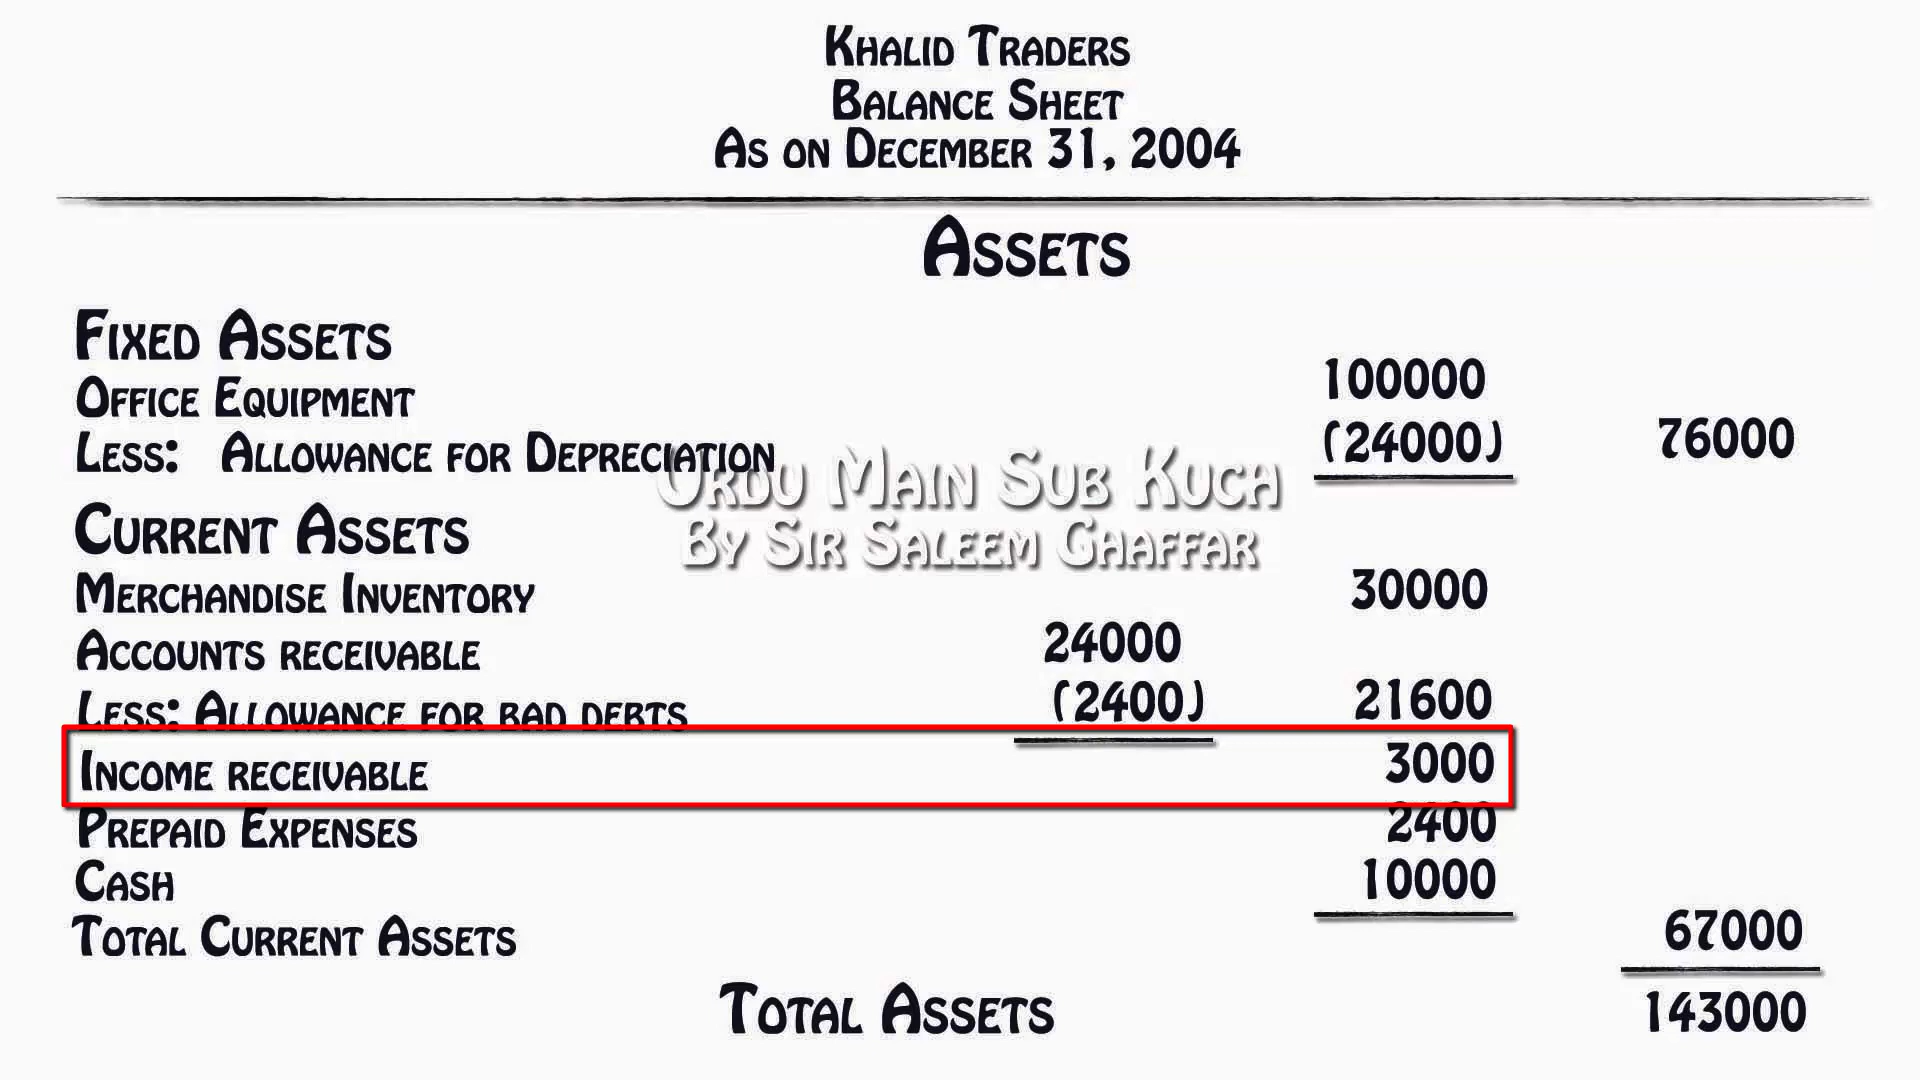 Khalid Traders
Balance Sheet
As on December 31, 2004
Assets
Fixed Assets
Office Equipment 100000
Less: Allowance for Depreciation (24000) 76000
Urdu Main Sub Kuch
By Sir Saleem Ghaffar
Current Assets
Merchandise Inventory 30000
Accounts receivable 24000
Less: Allowance for bad debts (2400) 21600
Income receivable 3000
Prepaid Expenses 2400
Cash 10000
Total Current Assets 67000
Total Assets 143000